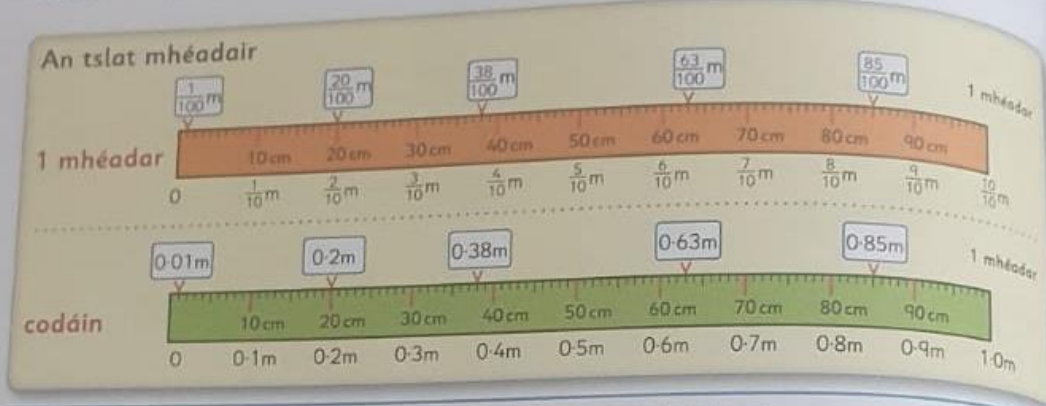 An tslat mhéadair
1/100 m 20/100 m 38/100 m 63/100 m 85/100 m 1 mhéadar
1 mhéadar
10 cm 20 cm 30 cm 40 cm 50 cm 60 cm 70 cm 80 cm 90 cm
0 1/10 m 2/10 m 3/10 m 4/10 m 5/10 m 6/10 m 7/10 m 8/10 m 9/10 m 10/10 m
0·01m 0·2m 0·38m 0·63m 0·85m 1 mhéadar
codáin
10 cm 20 cm 30 cm 40 cm 50 cm 60 cm 70 cm 80 cm 90 cm
0 0·1m 0·2m 0·3m 0·4m 0·5m 0·6m 0·7m 0·8m 0·9m 1·0m